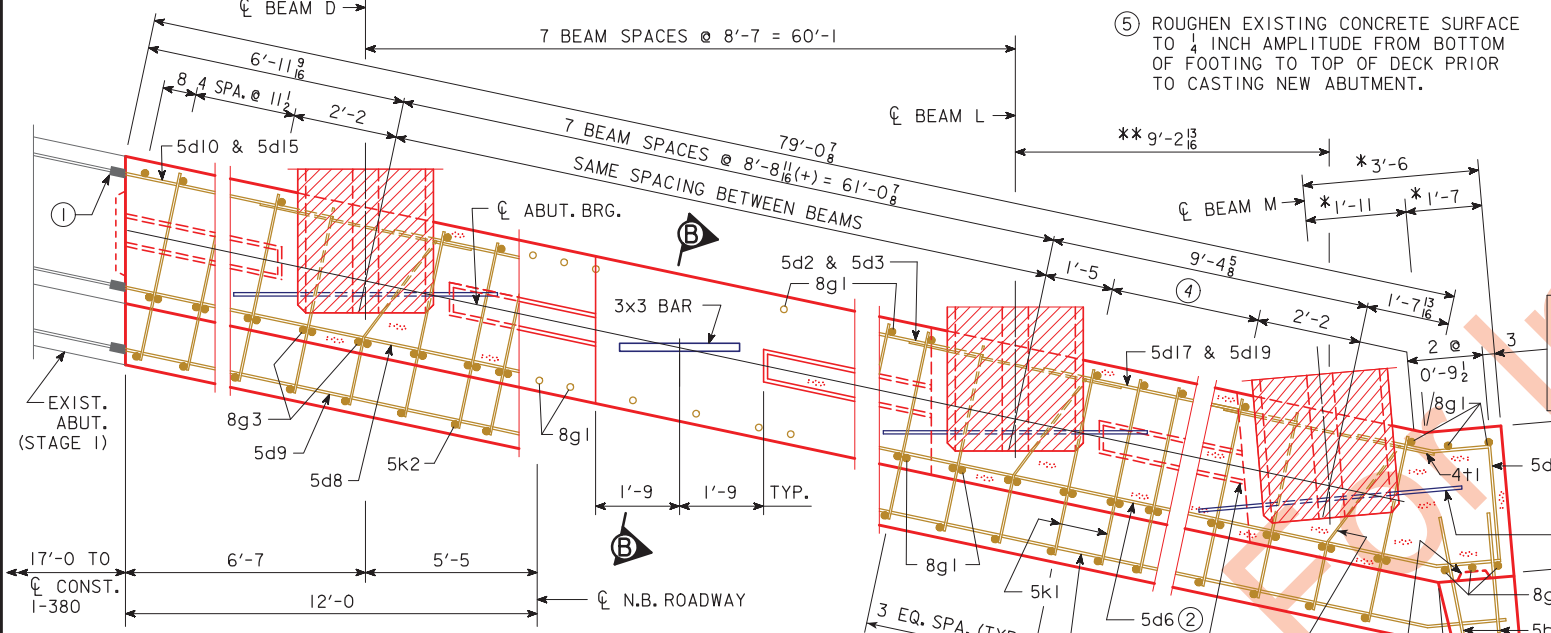 ℄ BEAM D
7 BEAM SPACES @ 8'-7 = 60'-1
⑤ ROUGHEN EXISTING CONCRETE SURFACE
TO 1/4 INCH AMPLITUDE FROM BOTTOM
OF FOOTING TO TOP OF DECK PRIOR
TO CASTING NEW ABUTMENT.
6'-11 9/16
8
4 SPA. @ 11 1/2
2'-2
79'-0 7/8
7 BEAM SPACES @ 8'-8 11/16(+) = 61'-0 7/8
SAME SPACING BETWEEN BEAMS
℄ BEAM L
**9'-2 13/16
*3'-6
℄ BEAM M
*1'-11
*1'-7
5d10 & 5d15
①
℄ ABUT. BRG.
B
5d2 & 5d3
8g1
3x3 BAR
9'-4 5/8
1'-5
④
2'-2
1'-7 13/16
2 @
0'-9 1/2
3
5d17 & 5d19
8g1
4t1
5d
EXIST.
ABUT.
(STAGE 1)
8g3
5d9
5d8
5k2
8g1
1'-9
1'-9
TYP.
B
8g1
5k1
5d6 ②
8g
5b
3 EQ. SPA. (TYP
17'-0 TO
℄ CONST.
I-380
6'-7
5'-5
12'-0
℄ N.B. ROADWAY
For